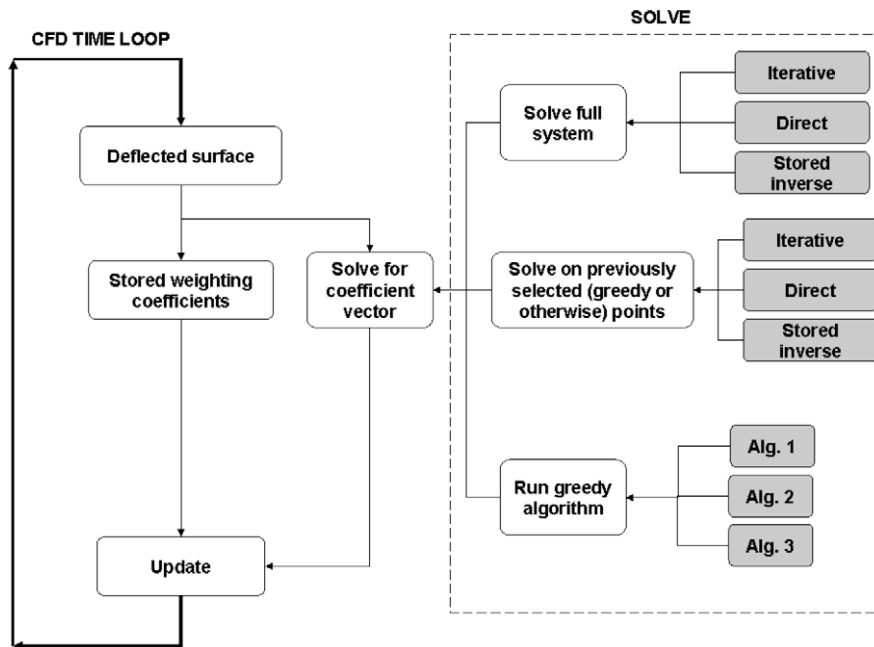 CFD TIME LOOP
Deflected surface
Stored weighting
coefficients
Solve for
coefficient
vector
Update
SOLVE
Solve full
system
Iterative
Direct
Stored
inverse
Solve on previously
selected (greedy or
otherwise) points
Iterative
Direct
Stored
inverse
Run greedy
algorithm
Alg. 1
Alg. 2
Alg. 3